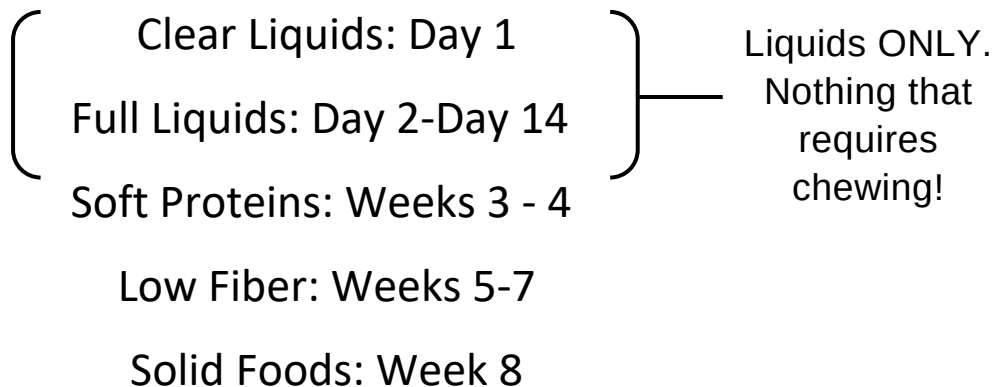 Clear Liquids: Day 1
Full Liquids: Day 2-Day 14
Soft Proteins: Weeks 3 - 4
Low Fiber: Weeks 5-7
Solid Foods: Week 8
Liquids ONLY.
Nothing that
requires
chewing!